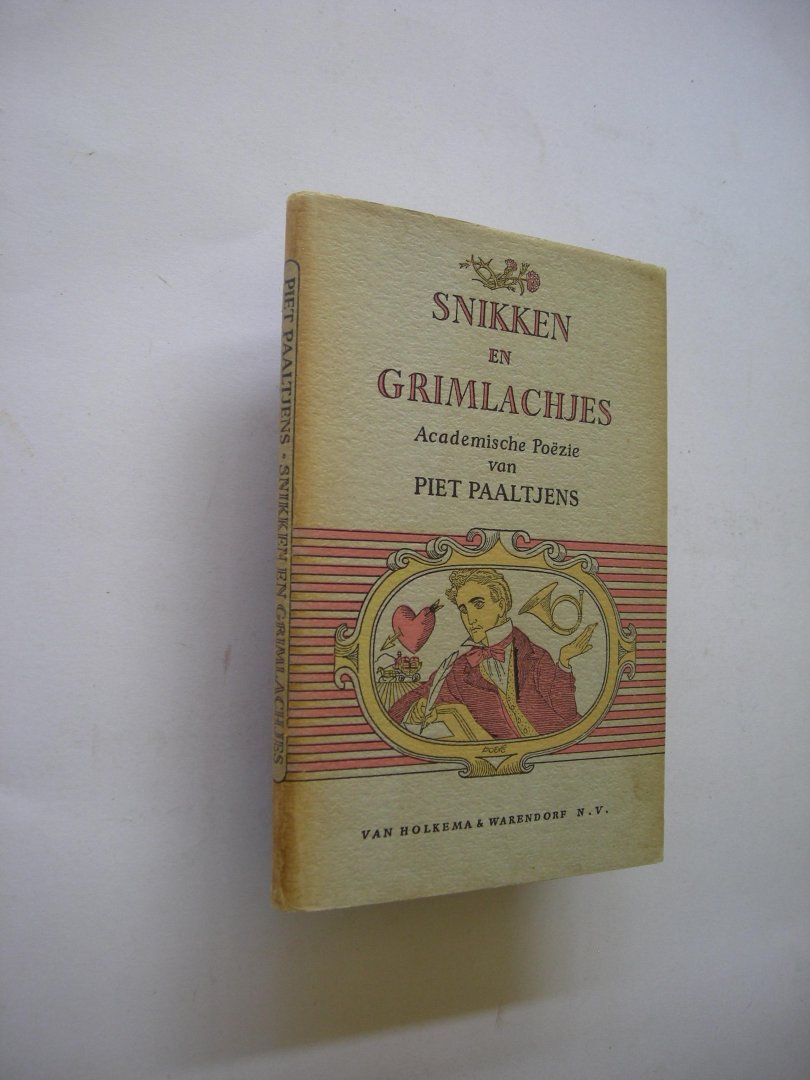 SNIKKEN
EN
GRIMLACHJES
Academische Poëzie
van
PIET PAALTJENS
VAN HOLKEMA & WARENDORF N.V.
PIET PAALTJENS · SNIKKEN EN GRIMLACHJES